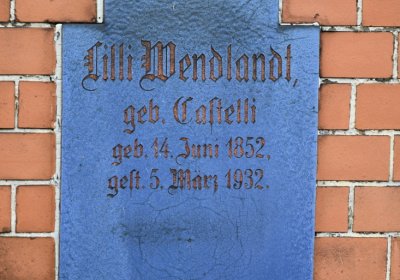 Lilli Wendlandt,
geb. Caſtelli
geb. 14. Juni 1852,
geſt. 5. März 1932.